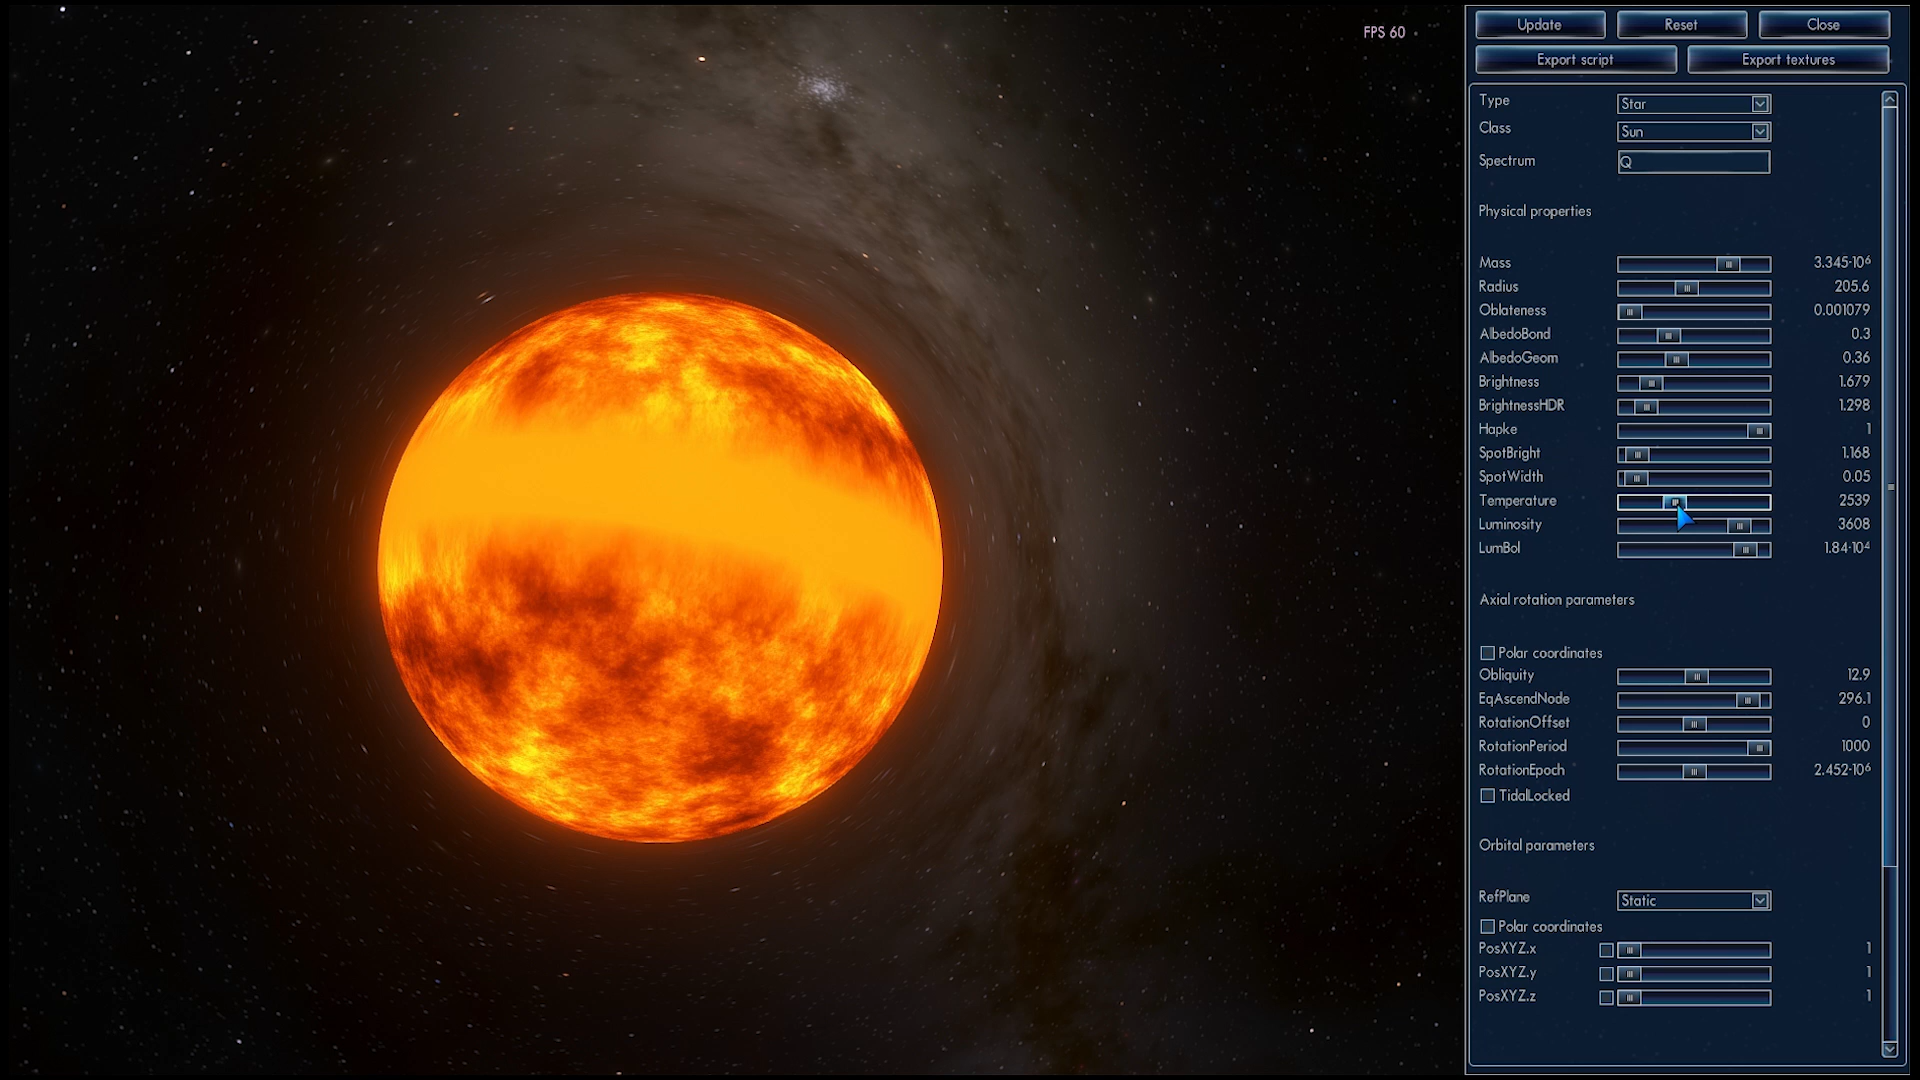 FPS 60
Update Reset Close
Export script Export textures
Type Star
Class Sun
Spectrum Q
Physical properties
Mass 3.345·10⁶
Radius 205.6
Oblateness 0.001079
AlbedoBond 0.3
AlbedoGeom 0.36
Brightness 1.679
BrightnessHDR 1.298
Hapke 1
SpotBright 1.168
SpotWidth 0.05
Temperature 2539
Luminosity 3608
LumBol 1.84·10⁴
Axial rotation parameters
Polar coordinates
Obliquity 12.9
EqAscendNode 296.1
RotationOffset 0
RotationPeriod 1000
RotationEpoch 2.452·10⁶
TidalLocked
Orbital parameters
RefPlane Static
Polar coordinates
PosXYZ.x 1
PosXYZ.y 1
PosXYZ.z 1